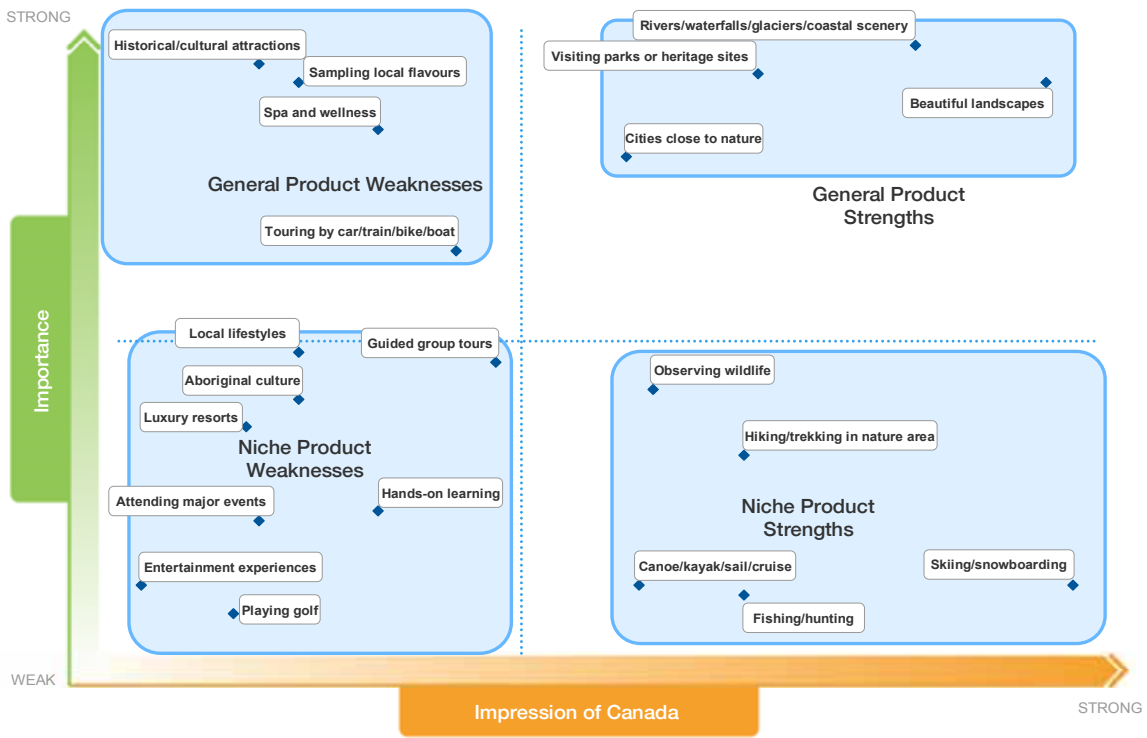 STRONG
Rivers/waterfalls/glaciers/coastal scenery
Historical/cultural attractions
Visiting parks or heritage sites
Sampling local flavours
Beautiful landscapes
Spa and wellness
Cities close to nature
General Product Weaknesses
General Product
Strengths
Touring by car/train/bike/boat
Importance
Local lifestyles
Guided group tours
Observing wildlife
Aboriginal culture
Luxury resorts
Hiking/trekking in nature area
Niche Product
Weaknesses
Hands-on learning
Attending major events
Niche Product
Strengths
Entertainment experiences
Canoe/kayak/sail/cruise
Skiing/snowboarding
Playing golf
Fishing/hunting
WEAK
Impression of Canada
STRONG